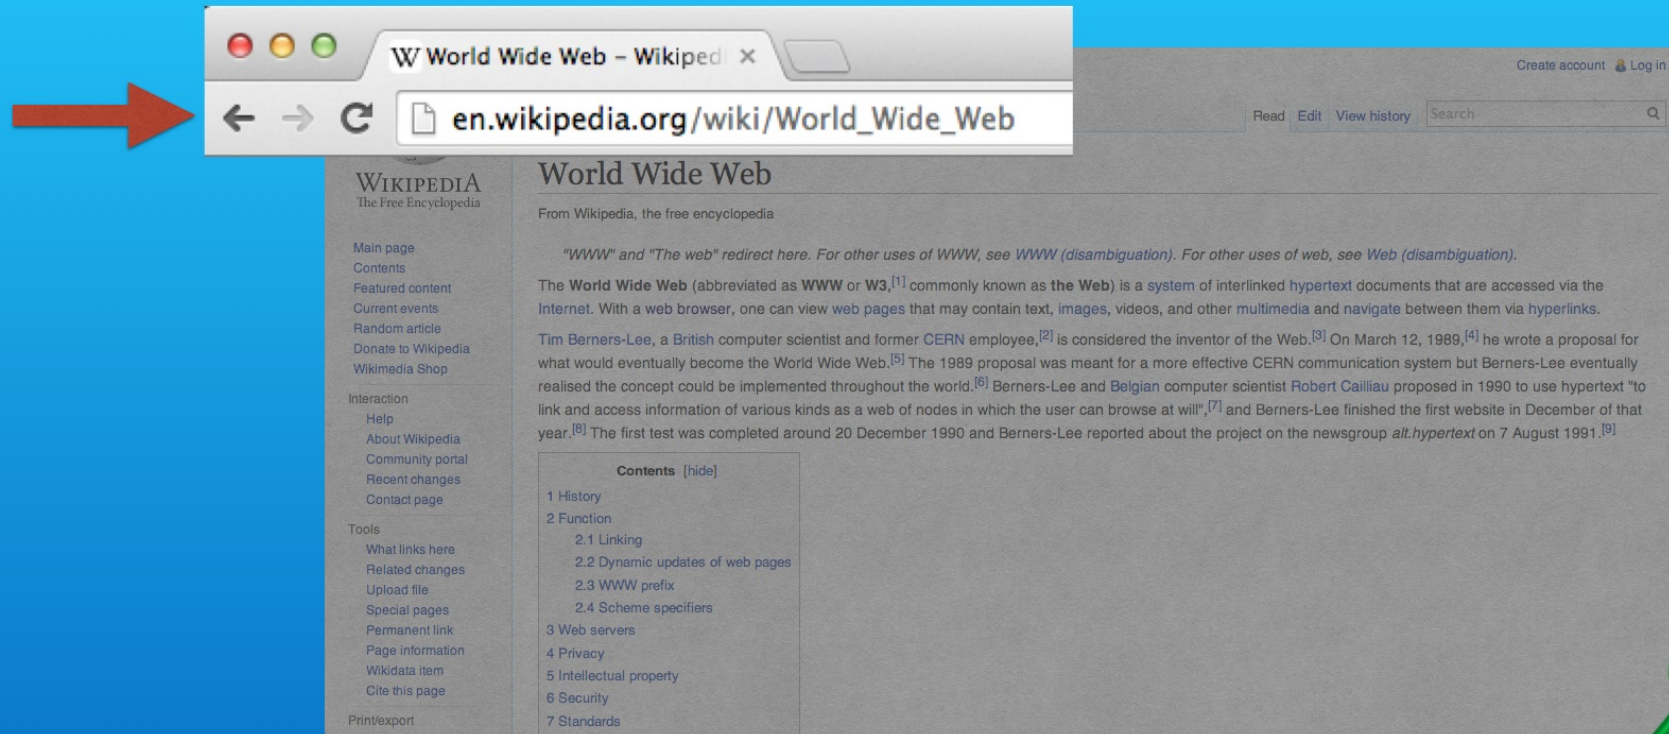 W World Wide Web – Wikiped
en.wikipedia.org/wiki/World_Wide_Web
Create account Log in
Read Edit View history Search
WIKIPEDIA
The Free Encyclopedia
Main page
Contents
Featured content
Current events
Random article
Donate to Wikipedia
Wikimedia Shop
Interaction
Help
About Wikipedia
Community portal
Recent changes
Contact page
Tools
What links here
Related changes
Upload file
Special pages
Permanent link
Page information
Wikidata item
Cite this page
Print/export
World Wide Web
From Wikipedia, the free encyclopedia
"WWW" and "The web" redirect here. For other uses of WWW, see WWW (disambiguation). For other uses of web, see Web (disambiguation).
The World Wide Web (abbreviated as WWW or W3,[1] commonly known as the Web) is a system of interlinked hypertext documents that are accessed via the
Internet. With a web browser, one can view web pages that may contain text, images, videos, and other multimedia and navigate between them via hyperlinks.
Tim Berners-Lee, a British computer scientist and former CERN employee,[2] is considered the inventor of the Web.[3] On March 12, 1989,[4] he wrote a proposal for
what would eventually become the World Wide Web.[5] The 1989 proposal was meant for a more effective CERN communication system but Berners-Lee eventually
realised the concept could be implemented throughout the world.[6] Berners-Lee and Belgian computer scientist Robert Cailliau proposed in 1990 to use hypertext "to
link and access information of various kinds as a web of nodes in which the user can browse at will",[7] and Berners-Lee finished the first website in December of that
year.[8] The first test was completed around 20 December 1990 and Berners-Lee reported about the project on the newsgroup alt.hypertext on 7 August 1991.[9]
Contents [hide]
1 History
2 Function
2.1 Linking
2.2 Dynamic updates of web pages
2.3 WWW prefix
2.4 Scheme specifiers
3 Web servers
4 Privacy
5 Intellectual property
6 Security
7 Standards